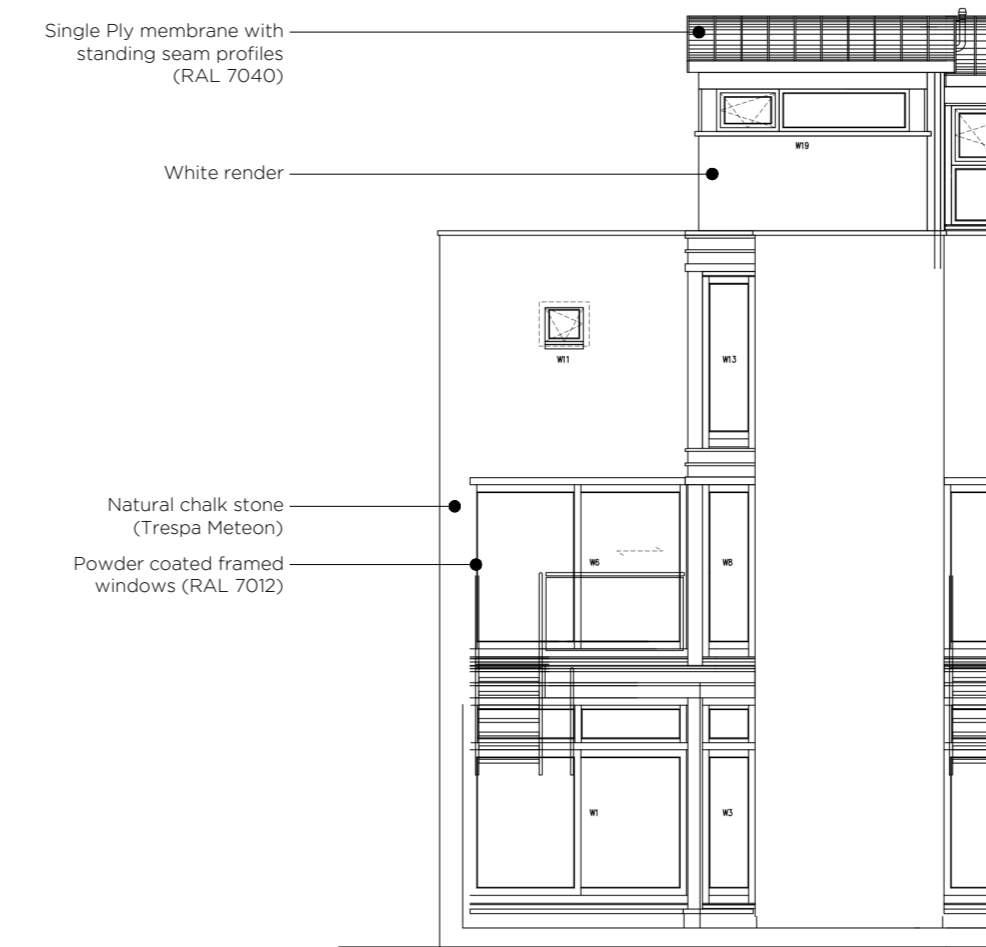 Single Ply membrane with
standing seam profiles
(RAL 7040)
W19
White render
W11
W13
Natural chalk stone
(Trespa Meteon)
Powder coated framed
windows (RAL 7012)
W6
W8
W1
W3